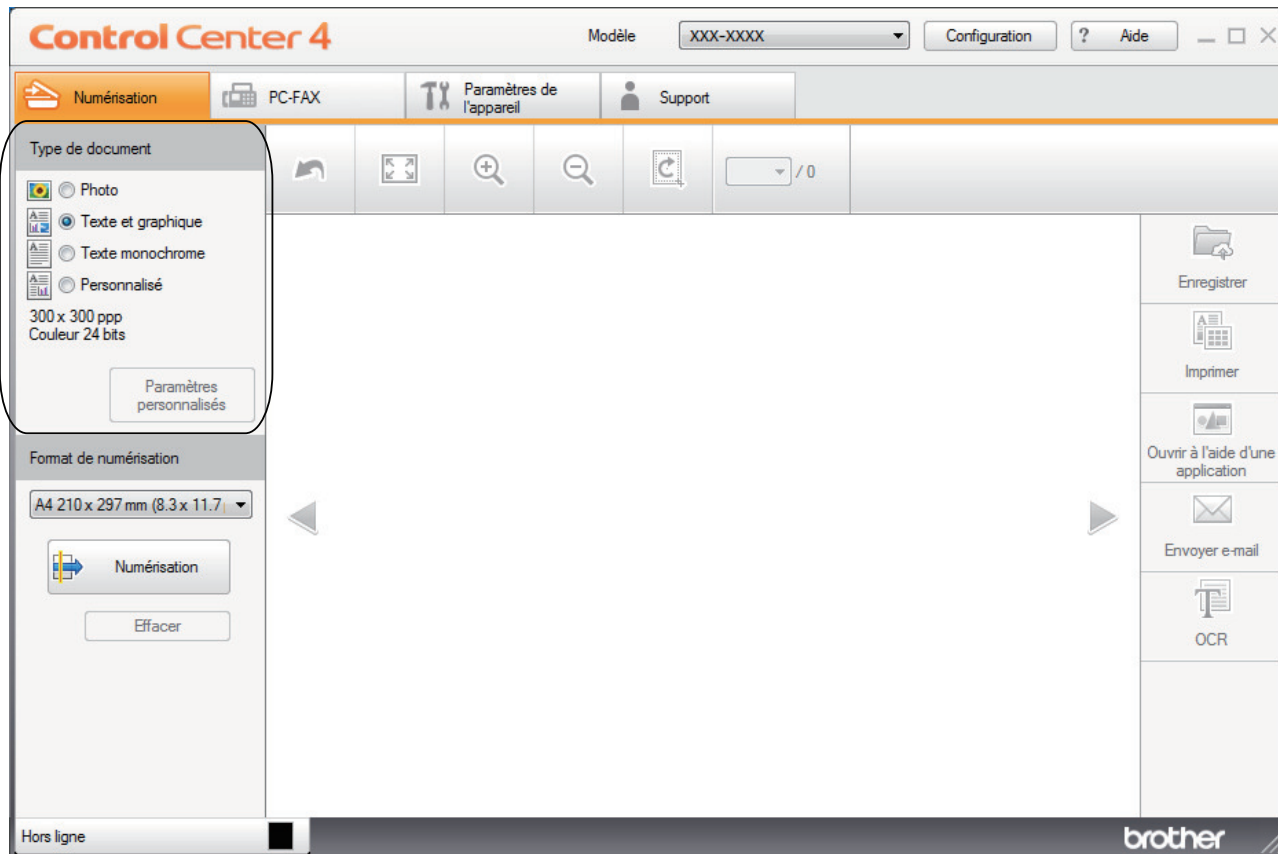 Control Center 4
Modèle
XXX-XXXX
Configuration
? Aide
Numérisation
PC-FAX
Paramètres de
l'appareil
Support
Type de document
Photo
Texte et graphique
Texte monochrome
Personnalisé
300 x 300 ppp
Couleur 24 bits
Paramètres
personnalisés
/ 0
Format de numérisation
A4 210 x 297 mm (8.3 x 11.7
Numérisation
Effacer
Enregistrer
Imprimer
Ouvrir à l'aide d'une
application
Envoyer e-mail
OCR
Hors ligne
brother